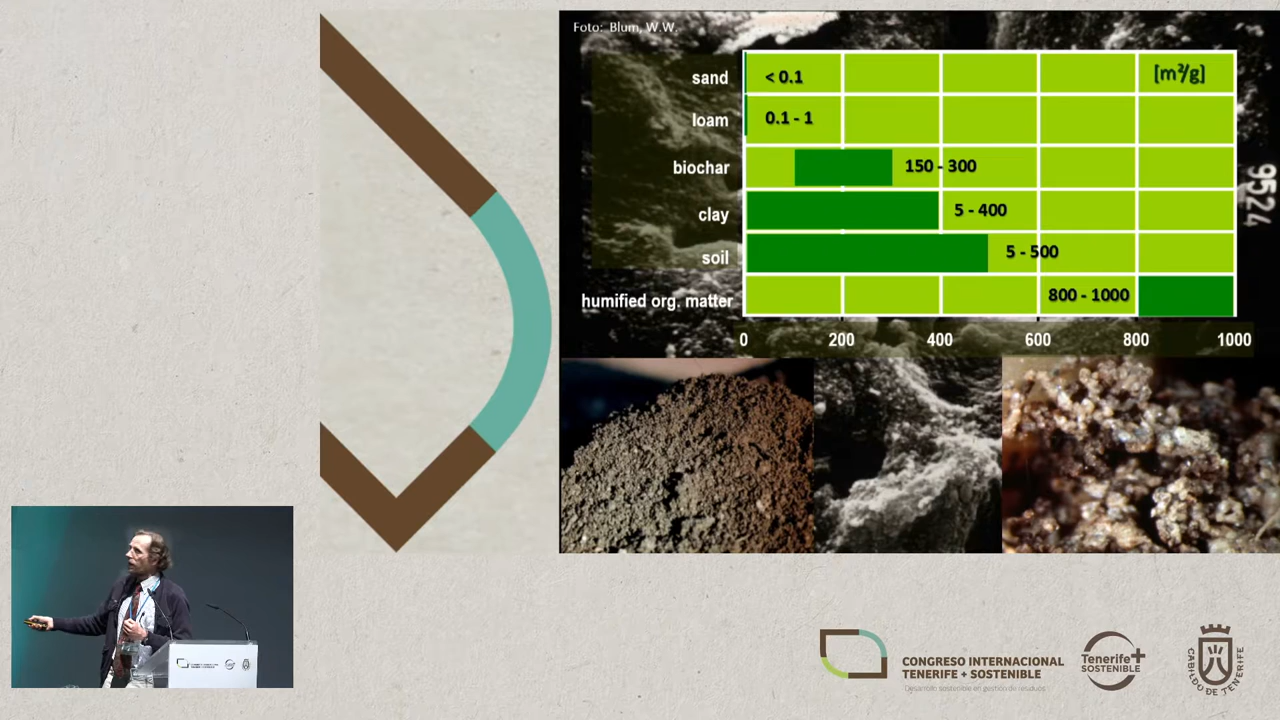 Foto: Blum, W.W.
[m²/g]
sand < 0.1
loam 0.1 - 1
biochar 150 - 300
clay 5 - 400
soil 5 - 500
humified org. matter 800 - 1000
0 200 400 600 800 1000
9524
CONGRESO INTERNACIONAL
TENERIFE + SOSTENIBLE
Desarrollo sostenible en gestión de residuos
Tenerife+
SOSTENIBLE
CABILDO DE TENERIFE